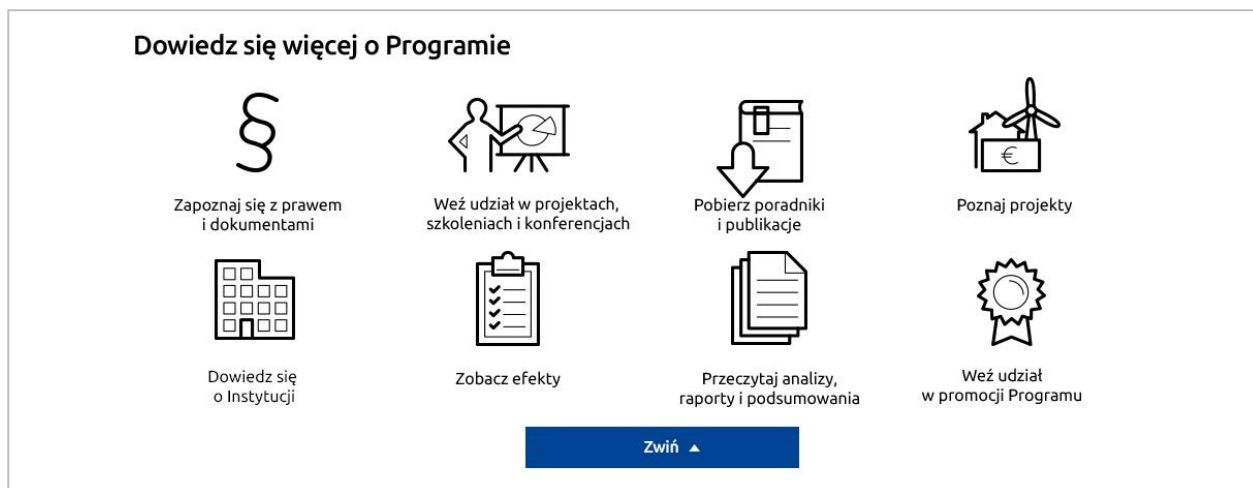 Dowiedz się więcej o Programie
§
Zapoznaj się z prawem
i dokumentami
Weź udział w projektach,
szkoleniach i konferencjach
Pobierz poradniki
i publikacje
€
Poznaj projekty
Dowiedz się
o Instytucji
Zobacz efekty
Przeczytaj analizy,
raporty i podsumowania
Weź udział
w promocji Programu
Zwiń ▲